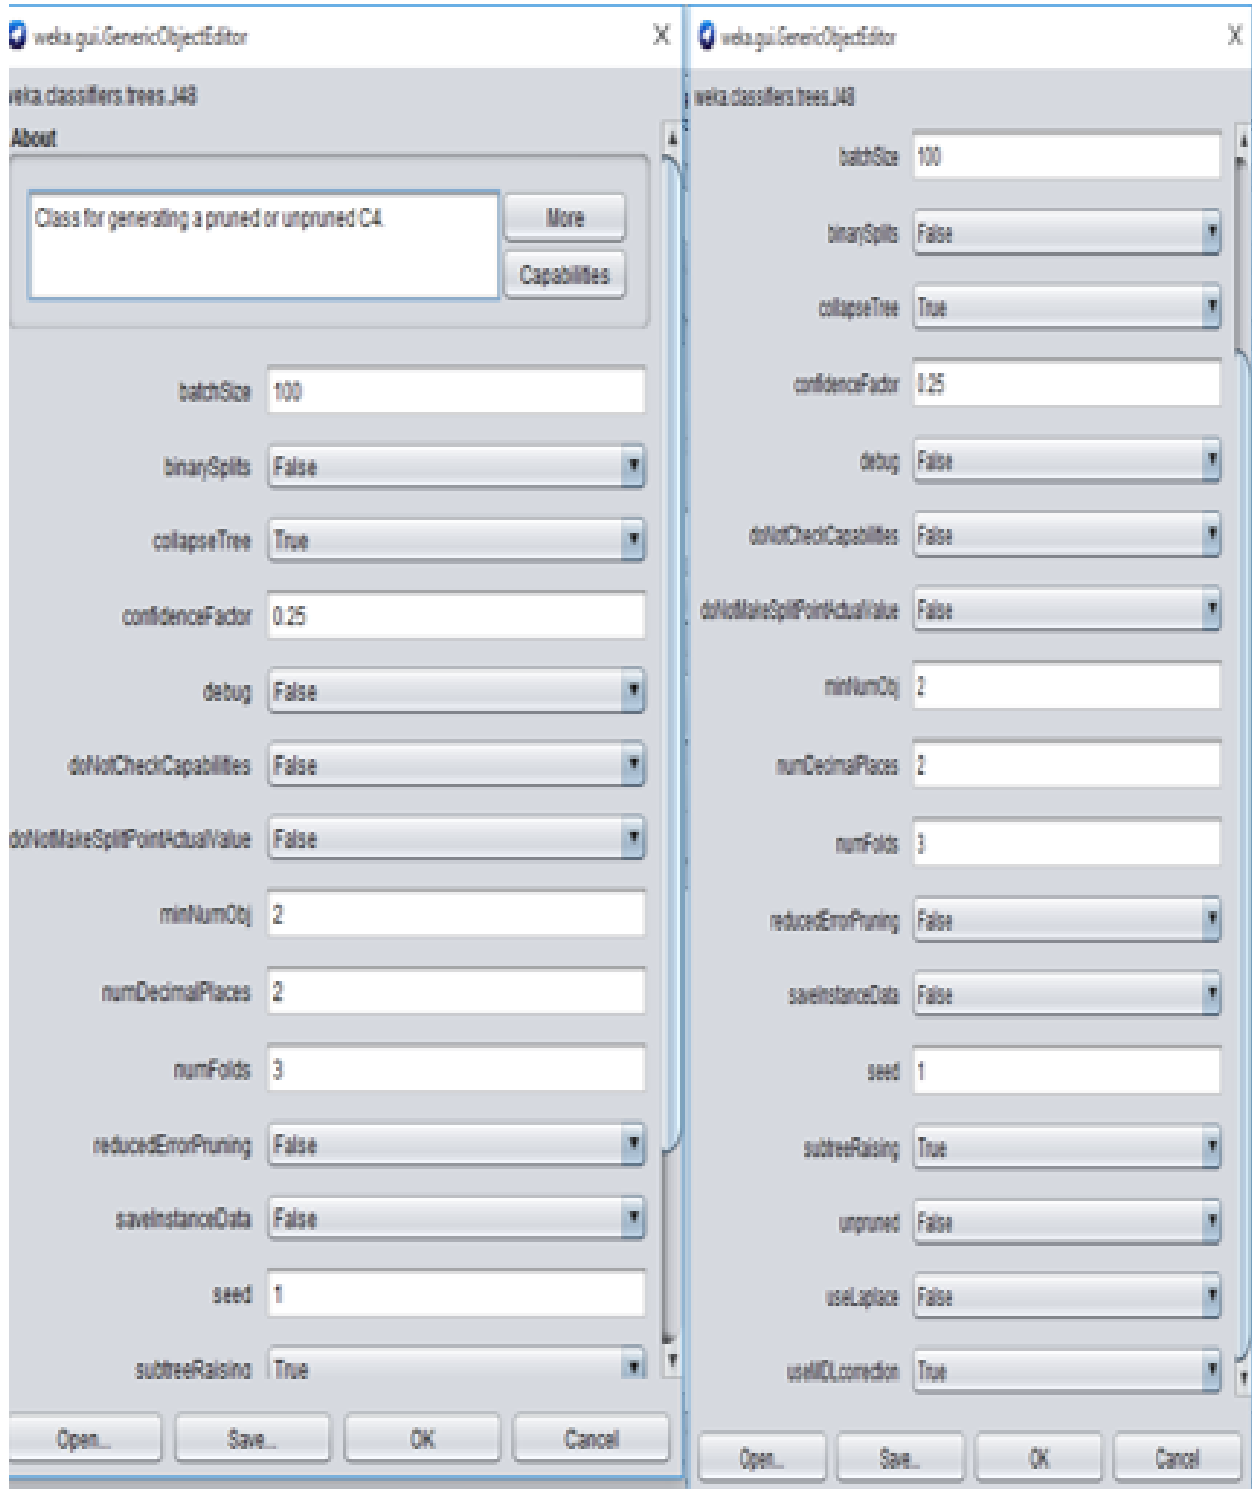 weka.gui.GenericObjectEditor X
weka.classifiers.trees.J48
About
Class for generating a pruned or unpruned C4.
More
Capabilities
batchSize 100
binarySplits False
collapseTree True
confidenceFactor 0.25
debug False
doNotCheckCapabilities False
doNotMakeSplitPointActualValue False
minNumObj 2
numDecimalPlaces 2
numFolds 3
reducedErrorPruning False
saveInstanceData False
seed 1
subtreeRaising True
Open... Save... OK Cancel
weka.gui.GenericObjectEditor X
weka.classifiers.trees.J48
batchSize 100
binarySplits False
collapseTree True
confidenceFactor 0.25
debug False
doNotCheckCapabilities False
doNotMakeSplitPointActualValue False
minNumObj 2
numDecimalPlaces 2
numFolds 3
reducedErrorPruning False
saveInstanceData False
seed 1
subtreeRaising True
unpruned False
useLaplace False
useMDLcorrection True
Open... Save... OK Cancel